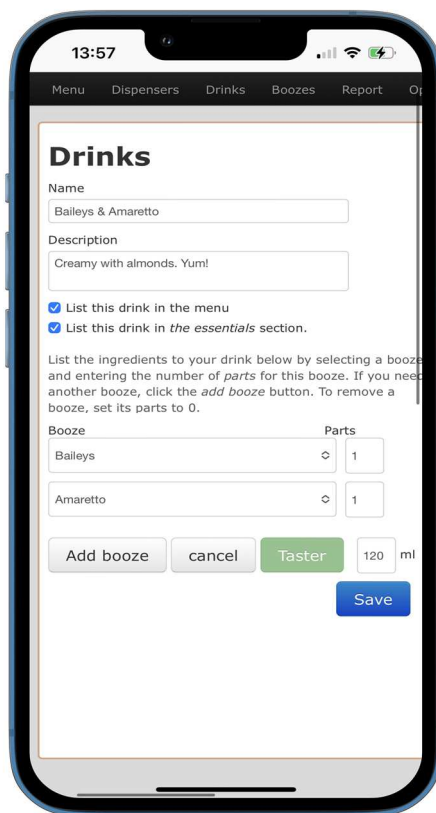 13:57
Menu Dispensers Drinks Boozes Report Op
Drinks
Name
Baileys & Amaretto
Description
Creamy with almonds. Yum!
List this drink in the menu
List this drink in the essentials section.
List the ingredients to your drink below by selecting a booze
and entering the number of parts for this booze. If you need
another booze, click the add booze button. To remove a
booze, set its parts to 0.
Booze Parts
Baileys 1
Amaretto 1
Add booze cancel Taster 120 ml
Save